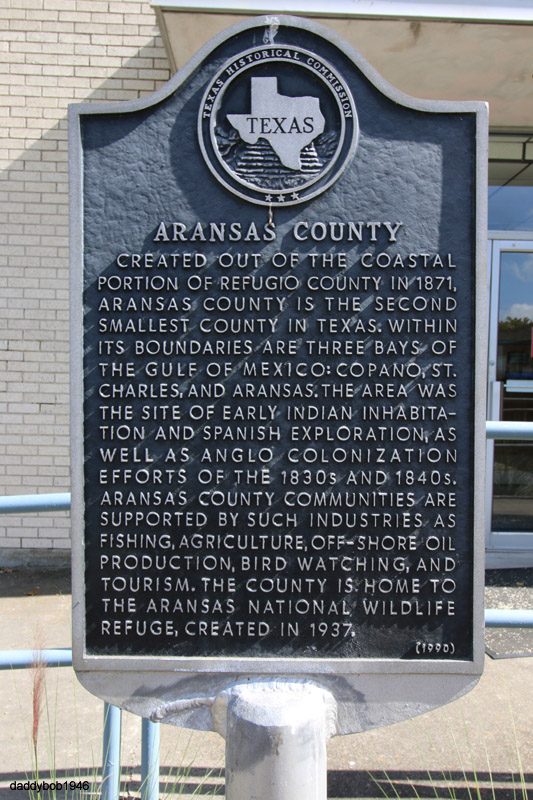 TEXAS HISTORICAL COMMISSION
TEXAS
ARANSAS COUNTY
CREATED OUT OF THE COASTAL
PORTION OF REFUGIO COUNTY IN 1871,
ARANSAS COUNTY IS THE SECOND
SMALLEST COUNTY IN TEXAS. WITHIN
ITS BOUNDARIES ARE THREE BAYS OF
THE GULF OF MEXICO: COPANO, ST.
CHARLES, AND ARANSAS. THE AREA WAS
THE SITE OF EARLY INDIAN INHABITA-
TION AND SPANISH EXPLORATION, AS
WELL AS ANGLO COLONIZATION
EFFORTS OF THE 1830s AND 1840s.
ARANSAS COUNTY COMMUNITIES ARE
SUPPORTED BY SUCH INDUSTRIES AS
FISHING, AGRICULTURE, OFF-SHORE OIL
PRODUCTION, BIRD WATCHING, AND
TOURISM. THE COUNTY IS HOME TO
THE ARANSAS NATIONAL WILDLIFE
REFUGE, CREATED IN 1937.
(1990)
daddybob1946